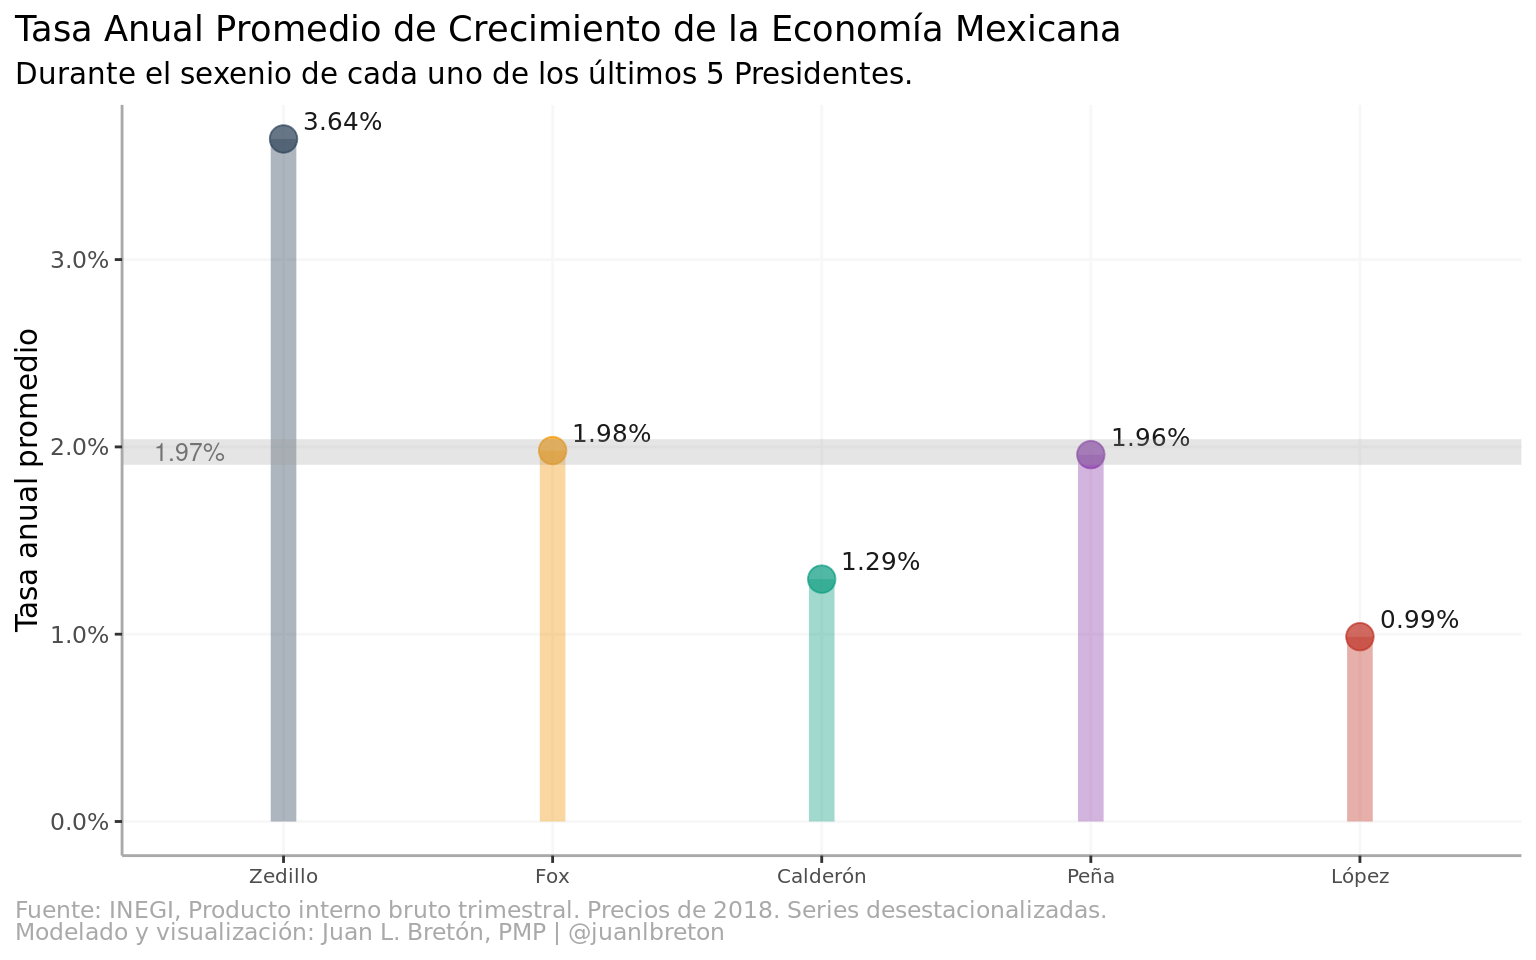 Tasa Anual Promedio de Crecimiento de la Economía Mexicana
Durante el sexenio de cada uno de los últimos 5 Presidentes.
Tasa anual promedio
3.0%
2.0%
1.0%
0.0%
1.97%
3.64%
1.98%
1.29%
1.96%
0.99%
Zedillo
Fox
Calderón
Peña
López
Fuente: INEGI, Producto interno bruto trimestral. Precios de 2018. Series desestacionalizadas.
Modelado y visualización: Juan L. Bretón, PMP | @juanlbreton